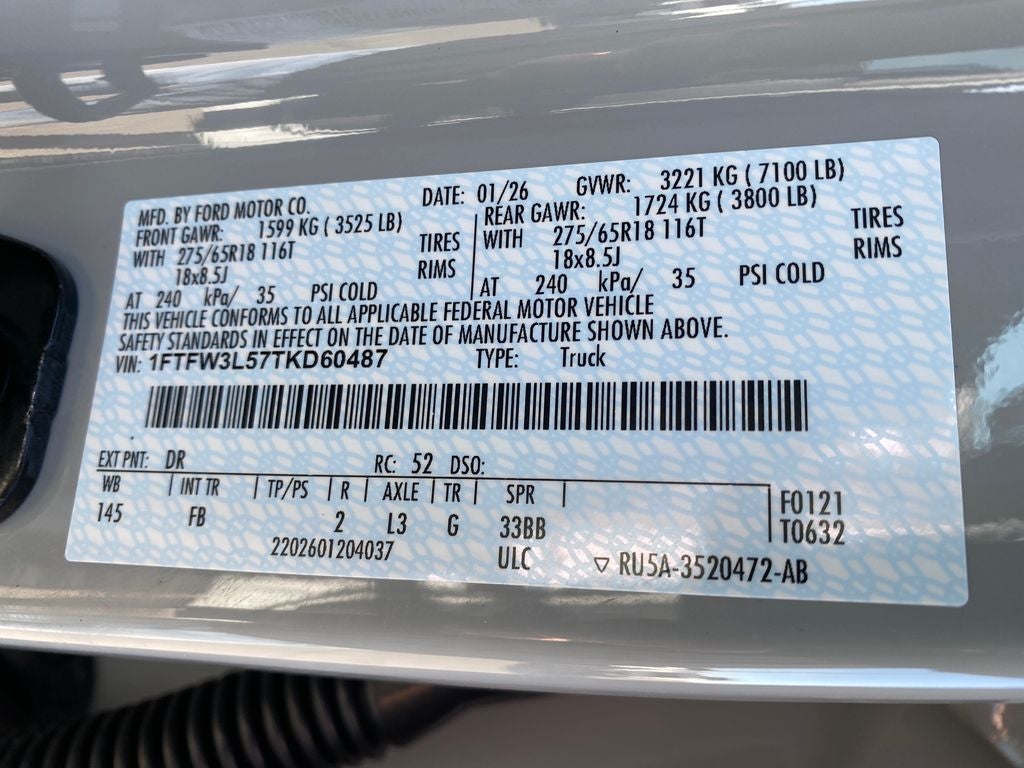 MFD. BY FORD MOTOR CO. DATE: 01/26 GVWR: 3221 KG ( 7100 LB)
FRONT GAWR: 1599 KG ( 3525 LB) REAR GAWR: 1724 KG ( 3800 LB)
WITH 275/65R18 116T TIRES WITH 275/65R18 116T TIRES
18x8.5J RIMS 18x8.5J RIMS
AT 240 kPa/ 35 PSI COLD AT 240 kPa/ 35 PSI COLD
THIS VEHICLE CONFORMS TO ALL APPLICABLE FEDERAL MOTOR VEHICLE
SAFETY STANDARDS IN EFFECT ON THE DATE OF MANUFACTURE SHOWN ABOVE.
VIN: 1FTFW3L57TKD60487 TYPE: Truck
EXT PNT: DR RC: 52 DSO:
WB INT TR TP/PS R AXLE TR SPR F0121
145 FB 2 L3 G 33BB T0632
2202601204037 ULC ▽ RU5A-3520472-AB